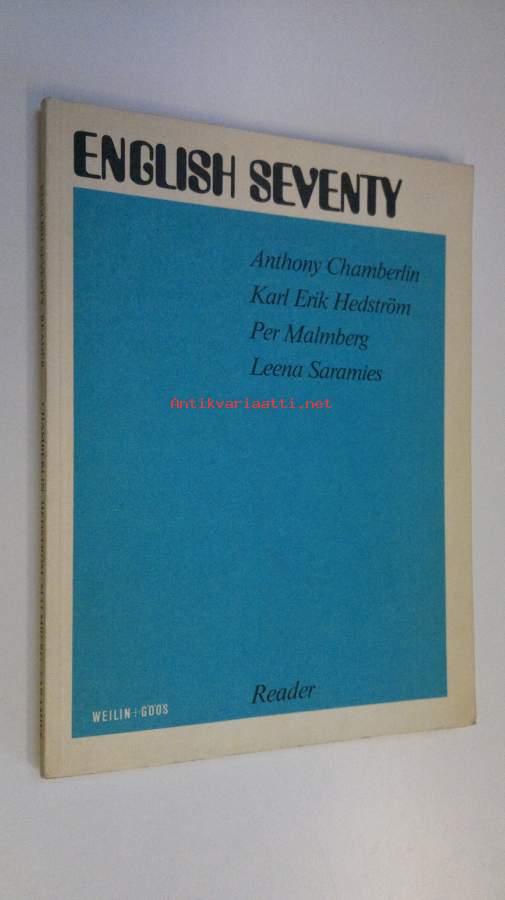 ENGLISH SEVENTY
Anthony Chamberlin
Karl Erik Hedström
Per Malmberg
Leena Saramies
Antikvariaatti.net
Reader
WEILIN+GÖÖS